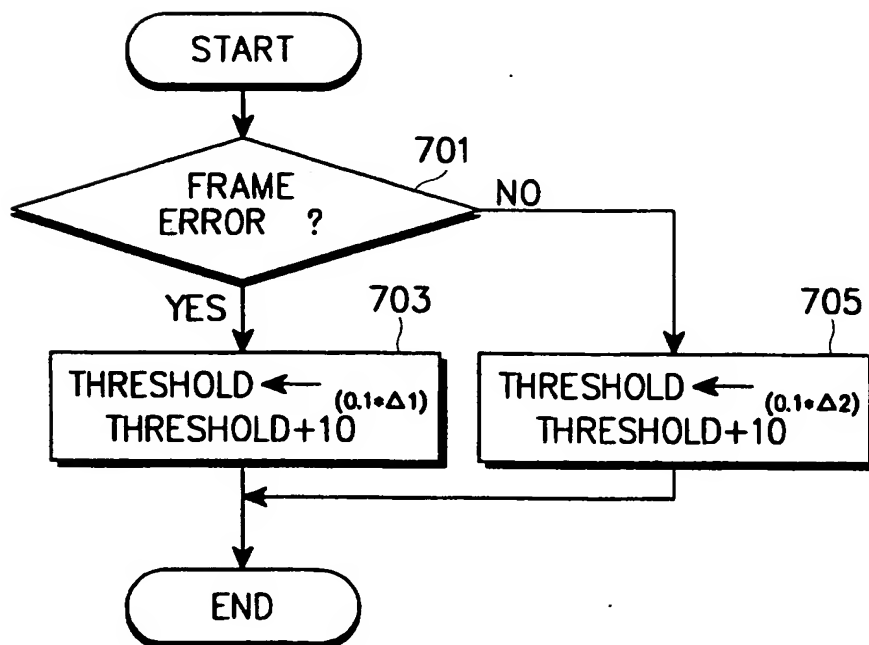 START
701
FRAME
ERROR ?
NO
YES
703
THRESHOLD ←
THRESHOLD+10(0.1*Δ1)
705
THRESHOLD ←
THRESHOLD+10(0.1*Δ2)
END